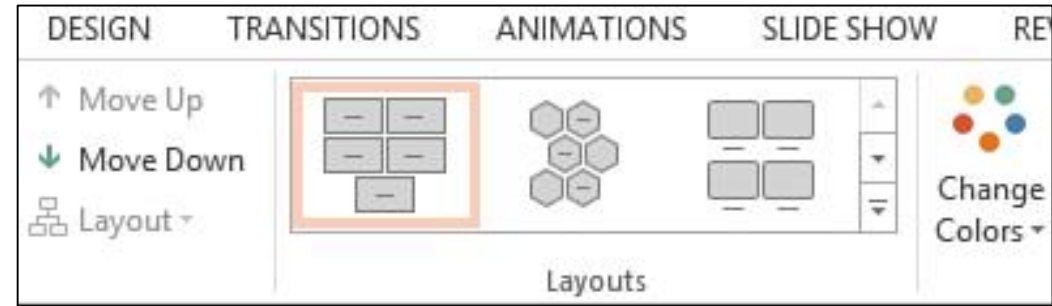 DESIGN TRANSITIONS ANIMATIONS SLIDE SHOW
Move Up
Move Down
Layout
Layouts
Change
Colors